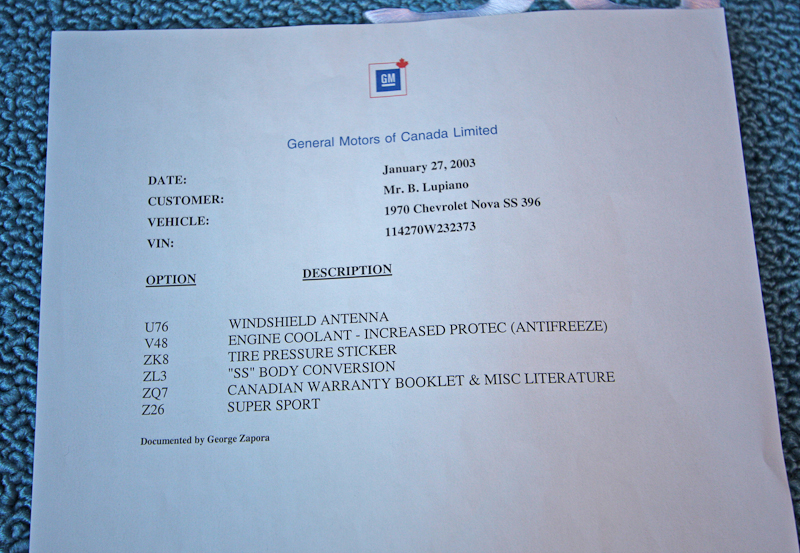 GM
General Motors of Canada Limited
DATE: January 27, 2003
CUSTOMER: Mr. B. Lupiano
VEHICLE: 1970 Chevrolet Nova SS 396
VIN: 114270W232373
OPTION DESCRIPTION
U76 WINDSHIELD ANTENNA
V48 ENGINE COOLANT - INCREASED PROTEC (ANTIFREEZE)
ZK8 TIRE PRESSURE STICKER
ZL3 "SS" BODY CONVERSION
ZQ7 CANADIAN WARRANTY BOOKLET & MISC LITERATURE
Z26 SUPER SPORT
Documented by George Zapora